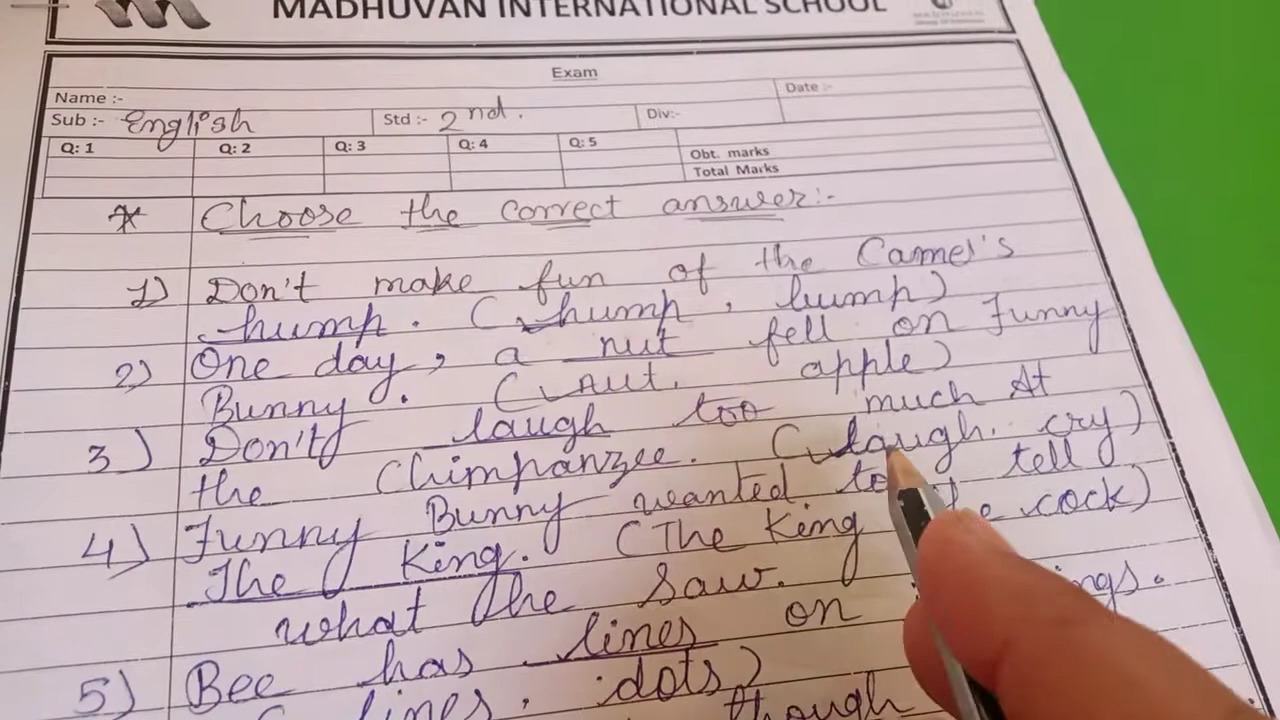 MADHUVAN INTERNATIONAL SCHOOL
Exam
Name :-
Date :-
Sub :- English Std :- 2nd. Div:-
Q: 1 Q: 2 Q: 3 Q: 4 Q: 5 Obt. marks
Total Marks
* Choose the correct answer:-
1) Don't make fun of the Camel's
hump. (hump, bump)
2) One day, a nut fell on Funny
Bunny. (nut, apple)
3) Don't laugh too much At
the Chimpanzee. (laugh, cry)
4) Funny Bunny wanted to tell
The King. (The King cock)
what he saw.
5) Bee has lines on
(lines, dots)
though